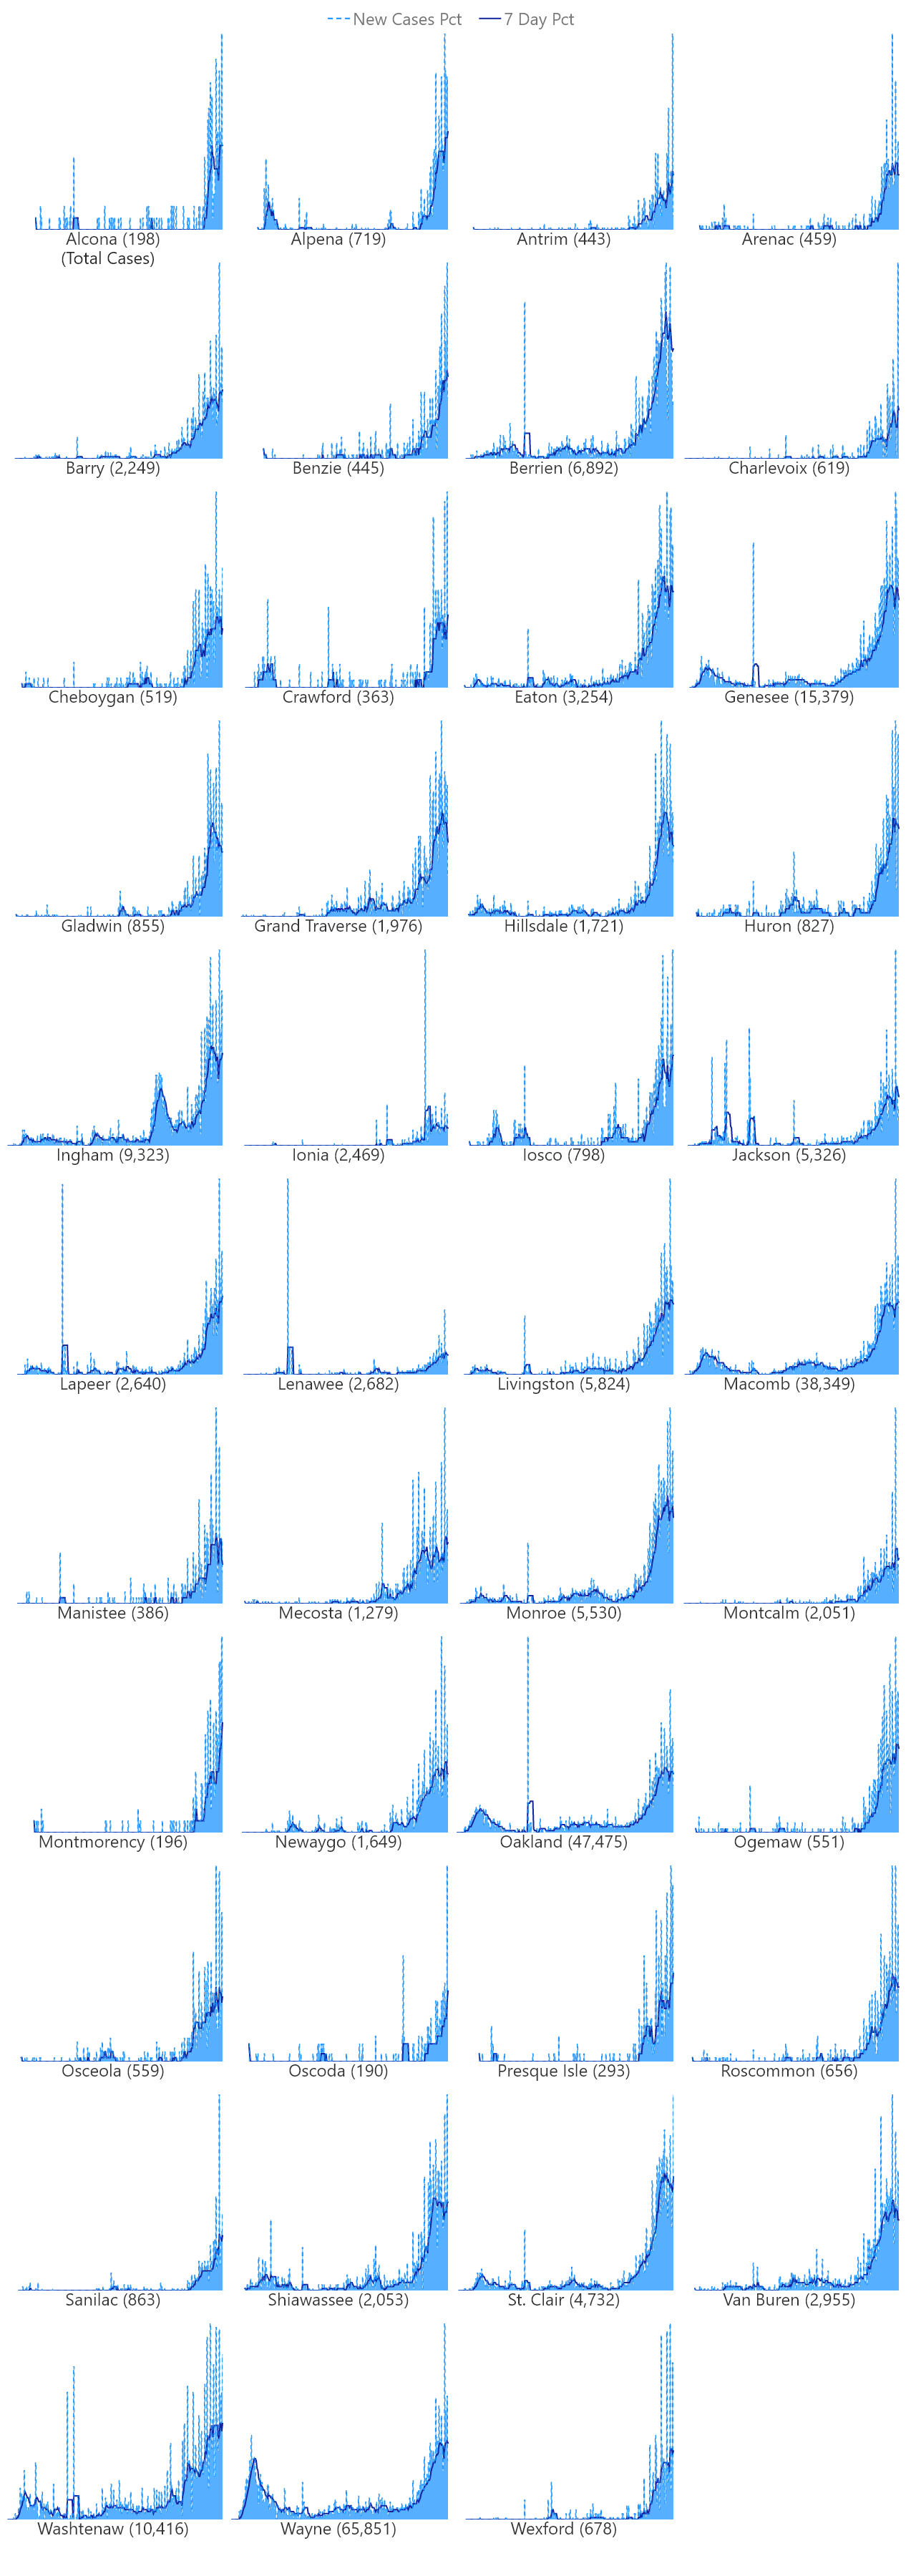 New Cases Pct 7 Day Pct
Alcona (198) Alpena (719) Antrim (443) Arenac (459)
(Total Cases)
Barry (2,249) Benzie (445) Berrien (6,892) Charlevoix (619)
Cheboygan (519) Crawford (363) Eaton (3,254) Genesee (15,379)
Gladwin (855) Grand Traverse (1,976) Hillsdale (1,721) Huron (827)
Ingham (9,323) Ionia (2,469) Iosco (798) Jackson (5,326)
Lapeer (2,640) Lenawee (2,682) Livingston (5,824) Macomb (38,349)
Manistee (386) Mecosta (1,279) Monroe (5,530) Montcalm (2,051)
Montmorency (196) Newaygo (1,649) Oakland (47,475) Ogemaw (551)
Osceola (559) Oscoda (190) Presque Isle (293) Roscommon (656)
Sanilac (863) Shiawassee (2,053) St. Clair (4,732) Van Buren (2,955)
Washtenaw (10,416) Wayne (65,851) Wexford (678)